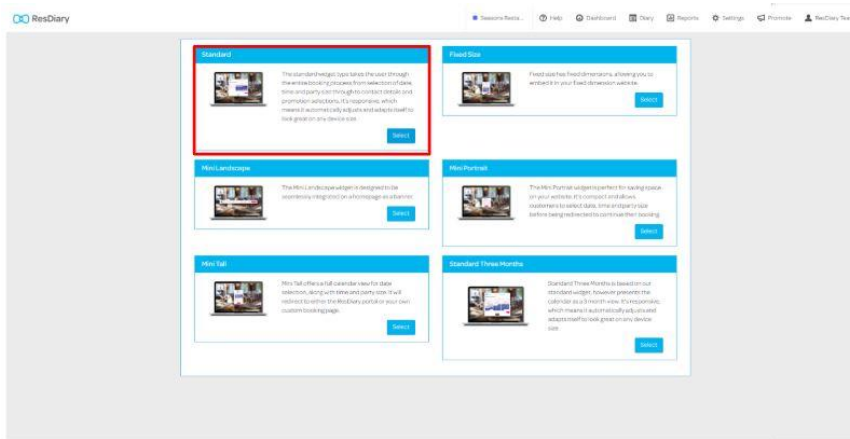 ResDiary
Seasons Resta...
Help
Dashboard
Diary
Reports
Settings
Promote
ResDiary Tea
Standard
The standard widget type takes the user through
the entire booking process from selection of date,
time and party size through to contact details and
promotion selections. It's responsive, which
means it automatically adjusts and adapts itself to
look great on any device size.
Select
Fixed Size
Fixed size has fixed dimensions, allowing you to
embed it in your fixed dimension website.
Select
Mini Landscape
The Mini Landscape widget is designed to be
seamlessly integrated on a homepage as a banner.
Select
Mini Portrait
The Mini Portrait widget is perfect for saving space
on your website. It's compact and allows
customers to select date, time and party size
before being redirected to continue their booking.
Select
Mini Tall
Mini Tall offers a full calendar view for date
selection, along with time and party size. It will
redirect to either the ResDiary portal or your own
custom booking page.
Select
Standard Three Months
Standard Three Months is based on our
standard widget, however presents the
calendar as a 3 month view. It's responsive,
which means it automatically adjusts and
adapts itself to look great on any device
size.
Select